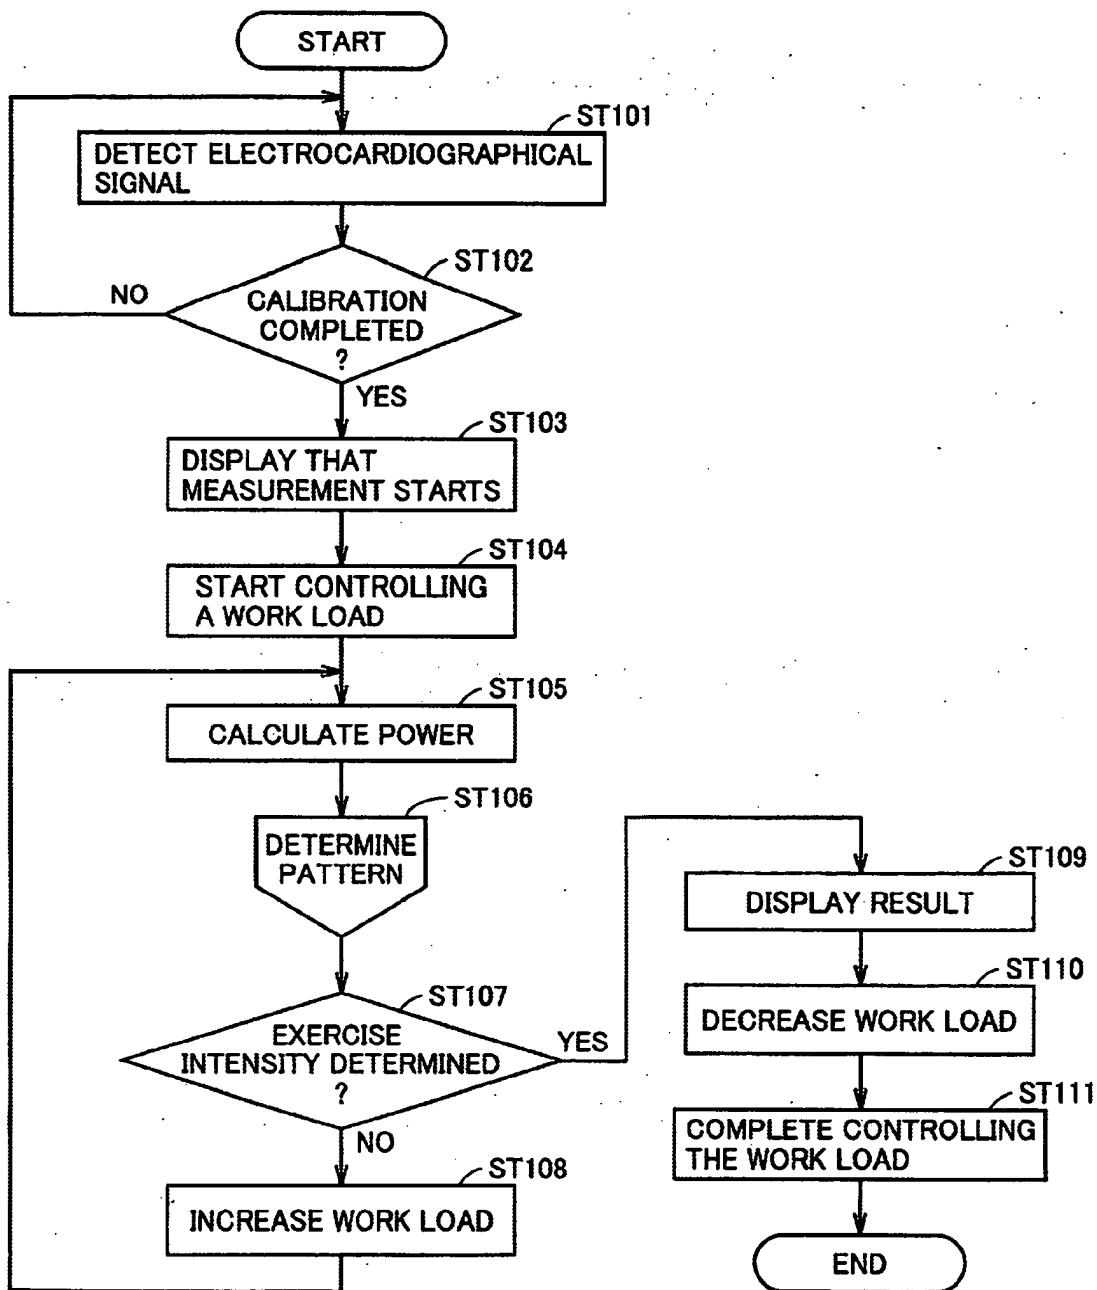 START
ST101
DETECT ELECTROCARDIOGRAPHICAL
SIGNAL
ST102
NO
CALIBRATION
COMPLETED
?
YES
ST103
DISPLAY THAT
MEASUREMENT STARTS
ST104
START CONTROLLING
A WORK LOAD
ST105
CALCULATE POWER
ST106
DETERMINE
PATTERN
ST107
EXERCISE
INTENSITY DETERMINED
?
YES
NO
ST108
INCREASE WORK LOAD
ST109
DISPLAY RESULT
ST110
DECREASE WORK LOAD
ST111
COMPLETE CONTROLLING
THE WORK LOAD
END